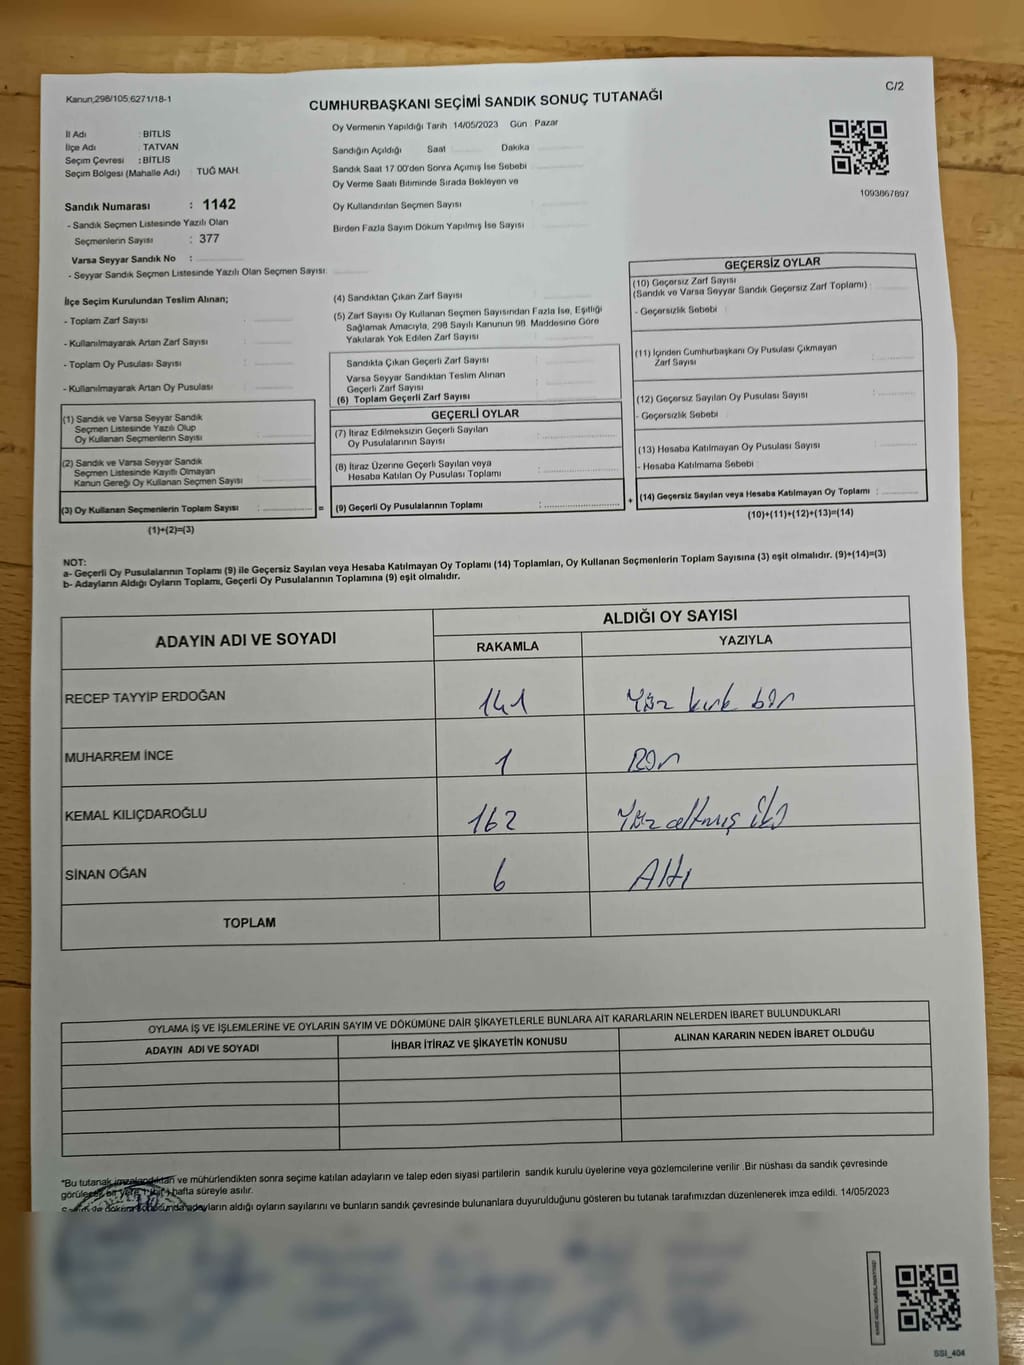 Kanun;298/105;6271/18-1
C/2
CUMHURBAŞKANI SEÇİMİ SANDIK SONUÇ TUTANAĞI
İl Adı : BİTLİS
İlçe Adı : TATVAN
Seçim Çevresi : BİTLİS
Seçim Bölgesi (Mahalle Adı) : TUĞ MAH.
Oy Vermenin Yapıldığı Tarih 14/05/2023 Gün : Pazar
Sandığın Açıldığı Saat Dakika
Sandık Saat 17:00'den Sonra Açımış İse Sebebi
Oy Verme Saati Bitiminde Sırada Bekleyen ve
Oy Kullandırılan Seçmen Sayısı
Birden Fazla Sayım Döküm Yapılmış İse Sayısı
1093867897
Sandık Numarası : 1142
- Sandık Seçmen Listesinde Yazılı Olan
Seçmenlerin Sayısı : 377
Varsa Seyyar Sandık No :
- Seyyar Sandık Seçmen Listesinde Yazılı Olan Seçmen Sayısı
İlçe Seçim Kurulundan Teslim Alınan;
- Toplam Zarf Sayısı :
- Kullanılmayarak Artan Zarf Sayısı :
- Toplam Oy Pusulası Sayısı :
- Kullanılmayarak Artan Oy Pusulası :
(1) Sandık ve Varsa Seyyar Sandık
Seçmen Listesinde Yazılı Olup
Oy Kullanan Seçmenlerin Sayısı :
(2) Sandık ve Varsa Seyyar Sandık
Seçmen Listesinde Kayıtlı Olmayan
Kanun Gereği Oy Kullanan Seçmen Sayısı :
(3) Oy Kullanan Seçmenlerin Toplam Sayısı :
(1)+(2)=(3)
=
(4) Sandıktan Çıkan Zarf Sayısı
(5) Zarf Sayısı Oy Kullanan Seçmen Sayısından Fazla İse, Eşitliği
Sağlamak Amacıyla, 298 Sayılı Kanunun 98. Maddesine Göre
Yakılarak Yok Edilen Zarf Sayısı
Sandıkta Çıkan Geçerli Zarf Sayısı
Varsa Seyyar Sandıktan Teslim Alınan
Geçerli Zarf Sayısı
(6) Toplam Geçerli Zarf Sayısı
GEÇERLİ OYLAR
(7) İtiraz Edilmeksizin Geçerli Sayılan
Oy Pusulalarının Sayısı :
(8) İtiraz Üzerine Geçerli Sayılan veya
Hesaba Katılan Oy Pusulası Toplamı :
(9) Geçerli Oy Pusulalarının Toplamı :
+
GEÇERSİZ OYLAR
(10) Geçersiz Zarf Sayısı
(Sandık ve Varsa Seyyar Sandık Geçersiz Zarf Toplamı) :
- Geçersizlik Sebebi
(11) İçinden Cumhurbaşkanı Oy Pusulası Çıkmayan
Zarf Sayısı :
(12) Geçersiz Sayılan Oy Pusulası Sayısı :
- Geçersizlik Sebebi
(13) Hesaba Katılmayan Oy Pusulası Sayısı
- Hesaba Katılmama Sebebi
(14) Geçersiz Sayılan veya Hesaba Katılmayan Oy Toplamı :
(10)+(11)+(12)+(13)=(14)
NOT:
a- Geçerli Oy Pusulalarının Toplamı (9) ile Geçersiz Sayılan veya Hesaba Katılmayan Oy Toplamı (14) Toplamları, Oy Kullanan Seçmenlerin Toplam Sayısına (3) eşit olmalıdır. (9)+(14)=(3)
b- Adayların Aldığı Oyların Toplamı, Geçerli Oy Pusulalarının Toplamına (9) eşit olmalıdır.
ADAYIN ADI VE SOYADI
ALDIĞI OY SAYISI
RAKAMLA YAZIYLA
RECEP TAYYİP ERDOĞAN 141 Yüz kırk bir
MUHARREM İNCE 1 Bir
KEMAL KILIÇDAROĞLU 162 Yüz altmış iki
SİNAN OĞAN 6 Altı
TOPLAM
OYLAMA İŞ VE İŞLEMLERİNE VE OYLARIN SAYIM VE DÖKÜMÜNE DAİR ŞİKAYETLERLE BUNLARA AİT KARARLARIN NELERDEN İBARET BULUNDUKLARI
ADAYIN ADI VE SOYADI İHBAR İTİRAZ VE ŞİKAYETİN KONUSU ALINAN KARARIN NEDEN İBARET OLDUĞU
*Bu tutanak imzalandıktan ve mühürlendikten sonra seçime katılan adayların ve talep eden siyasi partilerin sandık kurulu üyelerine veya gözlemcilerine verilir .Bir nüshası da sandık çevresinde
görülecek bir yere 1 (bir) hafta süreyle asılır.
adayların aldığı oyların sayılarını ve bunların sandık çevresinde bulunanlara duyurulduğunu gösteren bu tutanak tarafımızdan düzenlenerek imza edildi. 14/05/2023
SSI_404